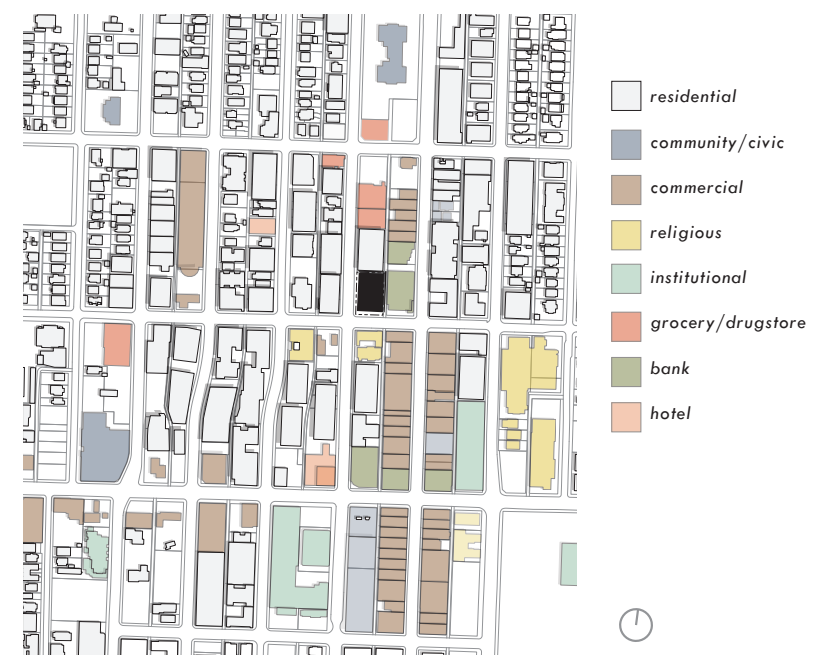 residential
community/civic
commercial
religious
institutional
grocery/drugstore
bank
hotel